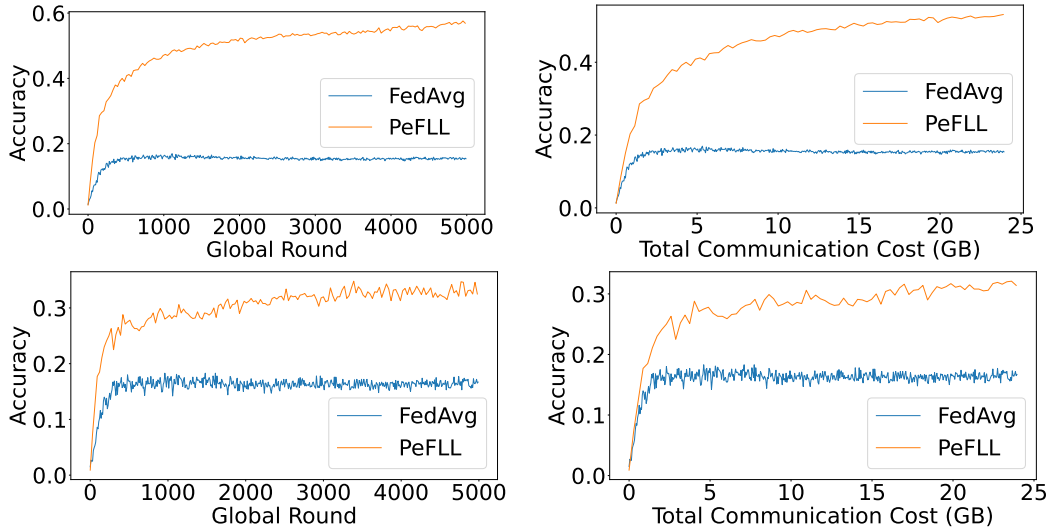 0.6
0.4
0.2
0.0
Accuracy
FedAvg
PeFLL
0 1000 2000 3000 4000 5000
Global Round
0.4
0.2
0.0
Accuracy
FedAvg
PeFLL
0 5 10 15 20 25
Total Communication Cost (GB)
0.3
0.2
0.1
0.0
Accuracy
FedAvg
PeFLL
0 1000 2000 3000 4000 5000
Global Round
0.3
0.2
0.1
0.0
Accuracy
FedAvg
PeFLL
0 5 10 15 20 25
Total Communication Cost (GB)